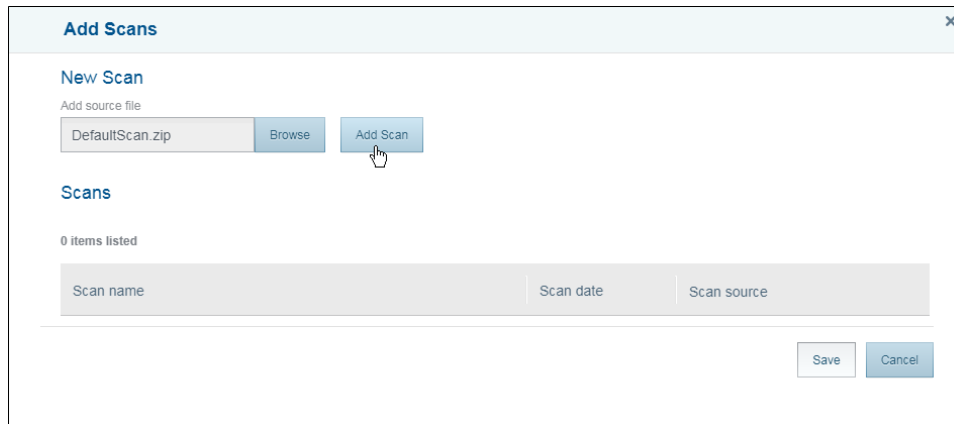 Add Scans
New Scan
Add source file
DefaultScan.zip Browse Add Scan
Scans
0 items listed
Scan name Scan date Scan source
Save Cancel